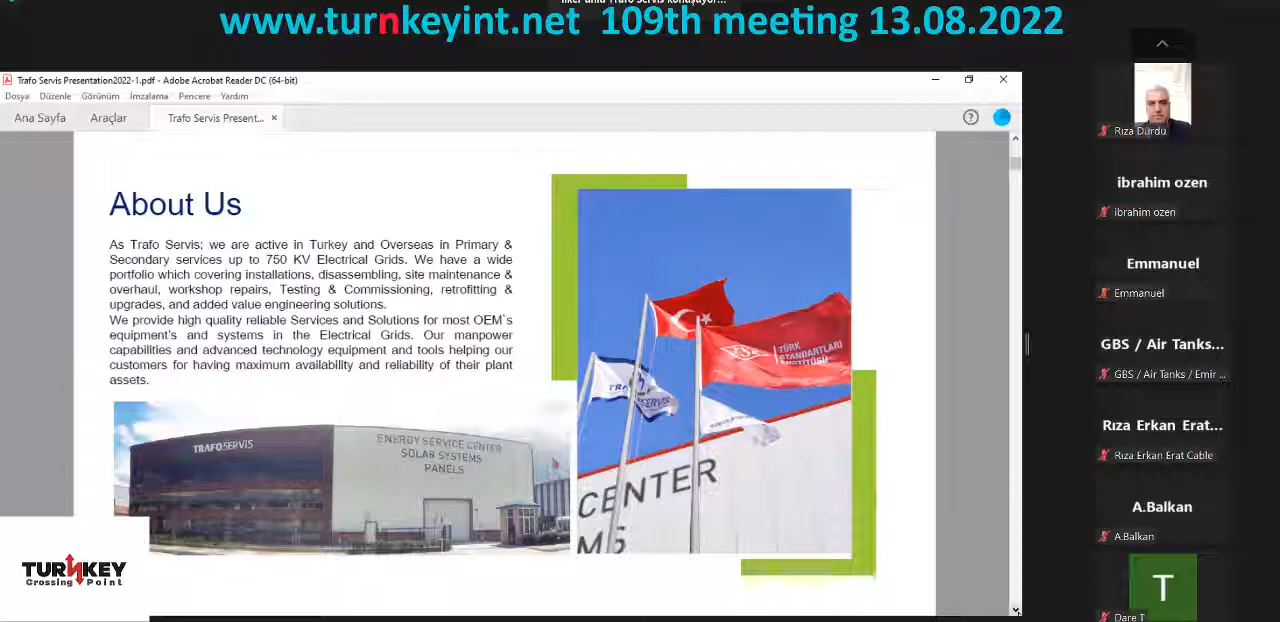 www.turnkeyint.net 109th meeting 13.08.2022
Trafo Servis Presentation2022-1.pdf - Adobe Acrobat Reader DC (64-bit)
Dosya Düzenle Görünüm İmzalama Pencere Yardım
Ana Sayfa Araçlar Trafo Servis Present... ×
About Us
As Trafo Servis; we are active in Turkey and Overseas in Primary &
Secondary services up to 750 KV Electrical Grids. We have a wide
portfolio which covering installations, disassembling, site maintenance &
overhaul, workshop repairs, Testing & Commissioning, retrofitting &
upgrades, and added value engineering solutions.
We provide high quality reliable Services and Solutions for most OEM`s
equipment's and systems in the Electrical Grids. Our manpower
capabilities and advanced technology equipment and tools helping our
customers for having maximum availability and reliability of their plant
assets.
TRAFOSERVIS
ENERGY SERVICE CENTER
SOLAR SYSTEMS
PANELS
TSE
TÜRK
STANDARTLARI
ENSTİTÜSÜ
SERVIS
CENTER
MS
TURNKEY
Crossing Point
Rıza Durdu
ibrahim ozen
ibrahim ozen
Emmanuel
Emmanuel
GBS / Air Tanks...
GBS / Air Tanks / Emir ...
Rıza Erkan Erat...
Rıza Erkan Erat Cable
A.Balkan
A.Balkan
T
Dare T